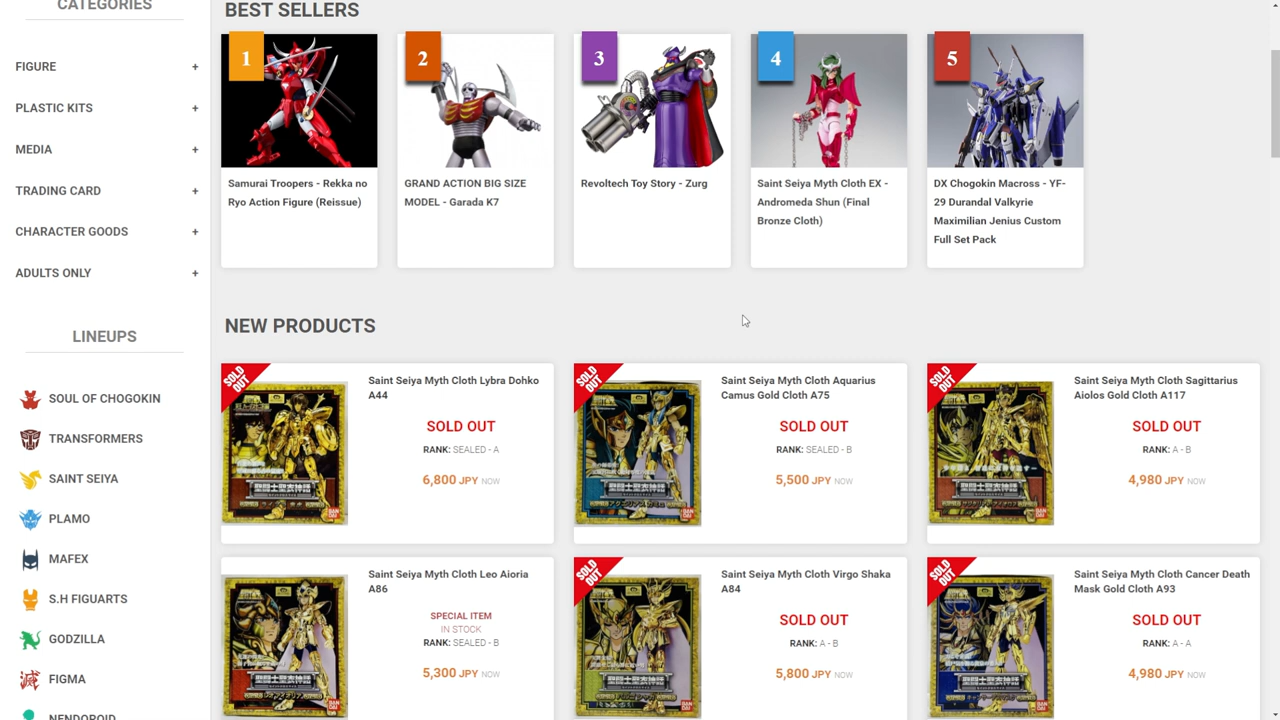 CATEGORIES
FIGURE +
PLASTIC KITS +
MEDIA +
TRADING CARD +
CHARACTER GOODS +
ADULTS ONLY +
LINEUPS
SOUL OF CHOGOKIN
TRANSFORMERS
SAINT SEIYA
PLAMO
MAFEX
S.H FIGUARTS
GODZILLA
FIGMA
NENDOROID
BEST SELLERS
1
Samurai Troopers - Rekka no
Ryo Action Figure (Reissue)
2
GRAND ACTION BIG SIZE
MODEL - Garada K7
3
Revoltech Toy Story - Zurg
4
Saint Seiya Myth Cloth EX -
Andromeda Shun (Final
Bronze Cloth)
5
DX Chogokin Macross - YF-
29 Durandal Valkyrie
Maximilian Jenius Custom
Full Set Pack
NEW PRODUCTS
SOLD OUT
Saint Seiya Myth Cloth Lybra Dohko
A44
SOLD OUT
RANK: SEALED - A
6,800 JPY NOW
SOLD OUT
Saint Seiya Myth Cloth Aquarius
Camus Gold Cloth A75
SOLD OUT
RANK: SEALED - B
5,500 JPY NOW
SOLD OUT
Saint Seiya Myth Cloth Sagittarius
Aiolos Gold Cloth A117
SOLD OUT
RANK: A - B
4,980 JPY NOW
Saint Seiya Myth Cloth Leo Aioria
A86
SPECIAL ITEM
IN STOCK
RANK: SEALED - B
5,300 JPY NOW
SOLD OUT
Saint Seiya Myth Cloth Virgo Shaka
A84
SOLD OUT
RANK: A - B
5,800 JPY NOW
SOLD OUT
Saint Seiya Myth Cloth Cancer Death
Mask Gold Cloth A93
SOLD OUT
RANK: A - A
4,980 JPY NOW